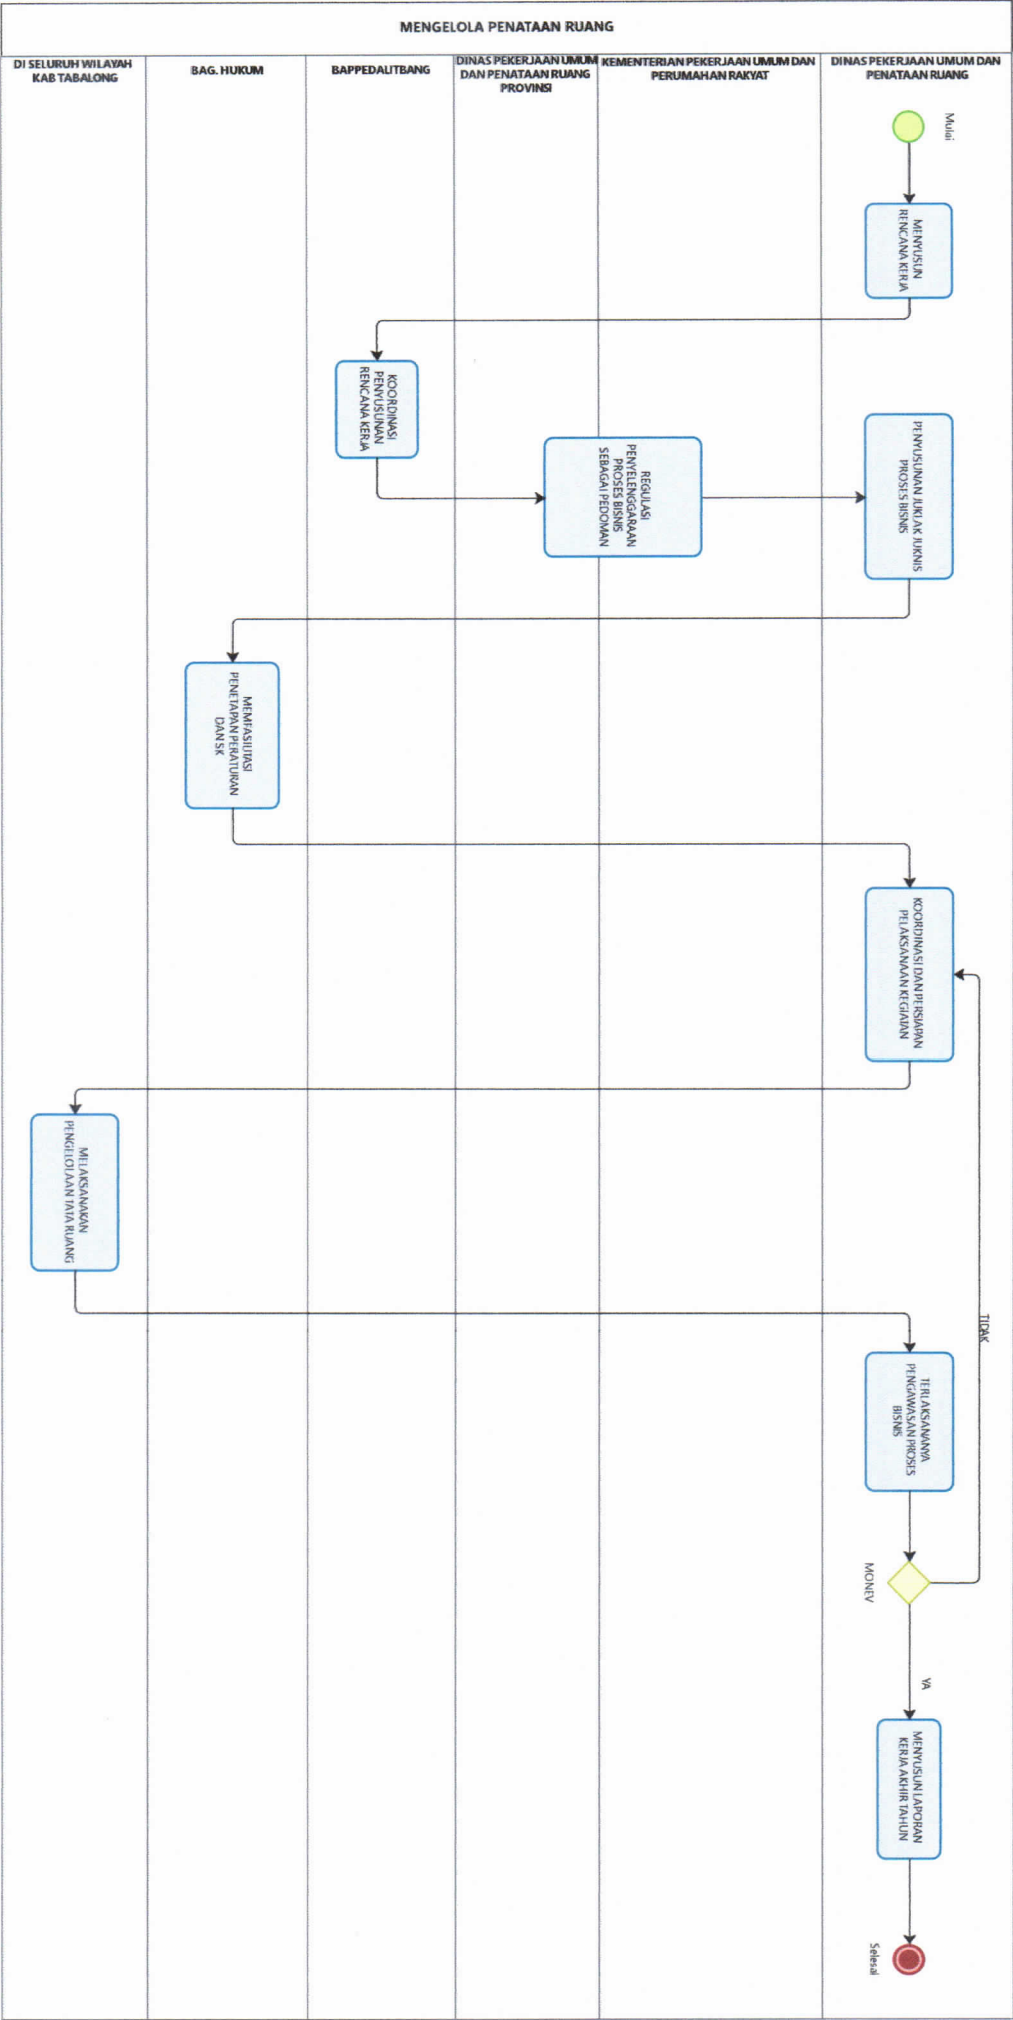 MENGELOLA PENATAAN RUANG
DI SELURUH WILAYAH
KAB TABALONG
BAG. HUKUM
BAPPEDALITBANG
DINAS PEKERJAAN UMUM
DAN PENATAAN RUANG
PROVINSI
KEMENTERIAN PEKERJAAN UMUM DAN
PERUMAHAN RAKYAT
DINAS PEKERJAAN UMUM DAN
PENATAAN RUANG
Mulai
MENYUSUN
RENCANA KERJA
KOORDINASI
PENYUSUNAN
RENCANA KERJA
REGULASI
PENYELENGGARAAN
PROSES BISNIS
SEBAGAI PEDOMAN
PENYUSUNAN JUKLAK JUKNIS
PROSES BISNIS
MEMFASILITASI
PENETAPAN PERATURAN
DAN SK
KOORDINASI DAN PERSIAPAN
PELAKSANAAN KEGIATAN
MELAKSANAKAN
PENGELOLAAN TATA RUANG
TIDAK
TERLAKSANANYA
PENGAWASAN PROSES
BISNIS
MONEV
YA
MENYUSUN LAPORAN
KERJA AKHIR TAHUN
Selesai